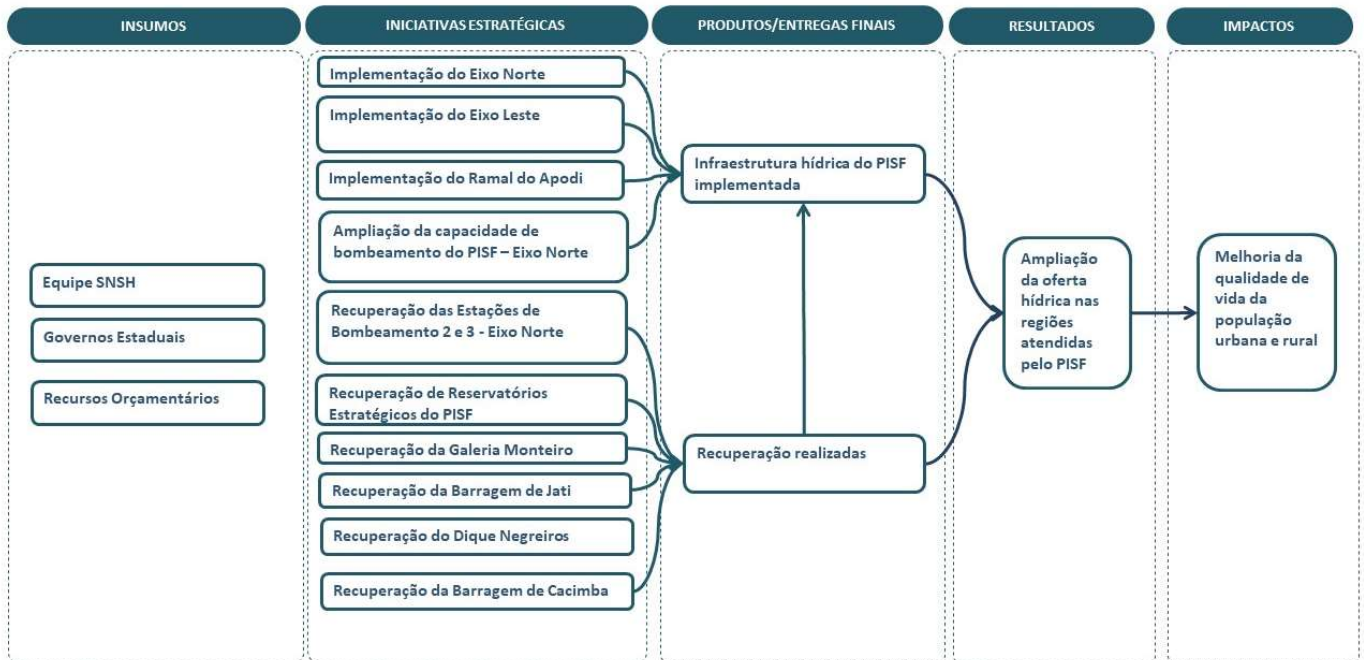 INSUMOS
INICIATIVAS ESTRATÉGICAS
PRODUTOS/ENTREGAS FINAIS
RESULTADOS
IMPACTOS
Equipe SNSH
Governos Estaduais
Recursos Orçamentários
Implementação do Eixo Norte
Implementação do Eixo Leste
Implementação do Ramal do Apodi
Ampliação da capacidade de
bombeamento do PISF – Eixo Norte
Recuperação das Estações de
Bombeamento 2 e 3 - Eixo Norte
Recuperação de Reservatórios
Estratégicos do PISF
Recuperação da Galeria Monteiro
Recuperação da Barragem de Jati
Recuperação do Dique Negreiros
Recuperação da Barragem de Cacimba
Infraestrutura hídrica do PISF
implementada
Recuperação realizadas
Ampliação
da oferta
hídrica nas
regiões
atendidas
pelo PISF
Melhoria da
qualidade de
vida da
população
urbana e rural